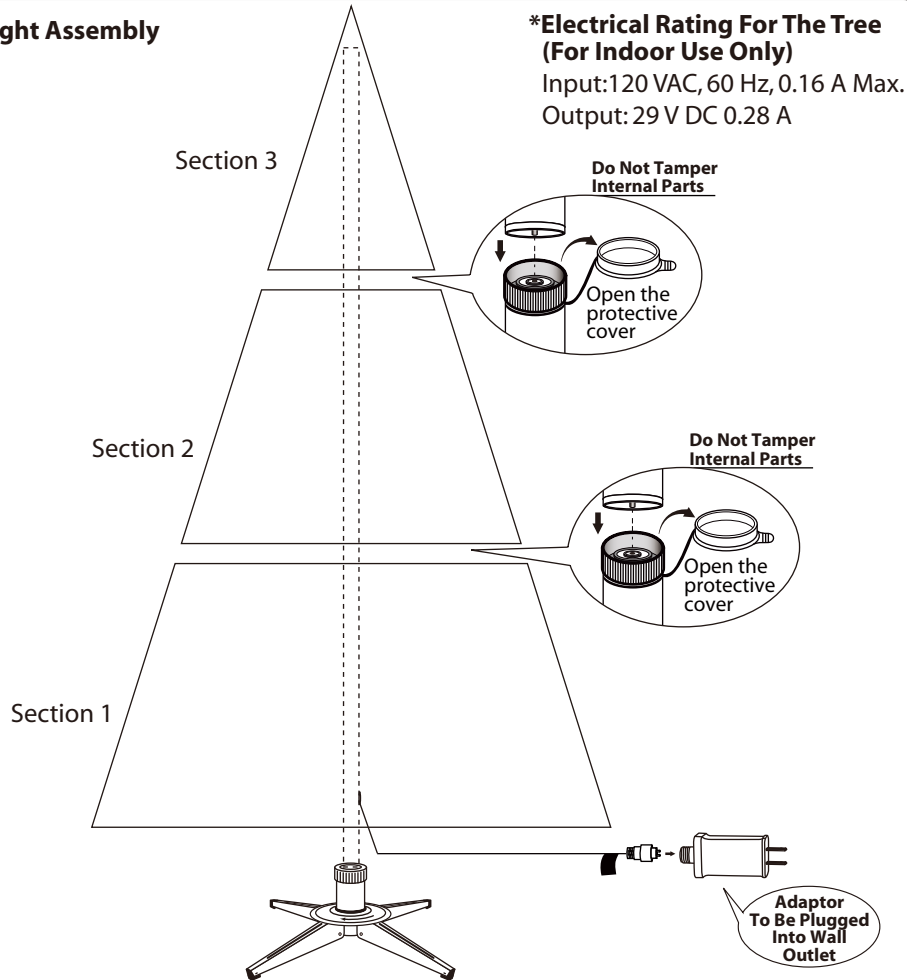 ght Assembly
*Electrical Rating For The Tree
(For Indoor Use Only)
Input:120 VAC, 60 Hz, 0.16 A Max.
Output: 29 V DC 0.28 A
Section 3
Do Not Tamper
Internal Parts
Open the
protective
cover
Section 2
Do Not Tamper
Internal Parts
Open the
protective
cover
Section 1
Adaptor
To Be Plugged
Into Wall
Outlet